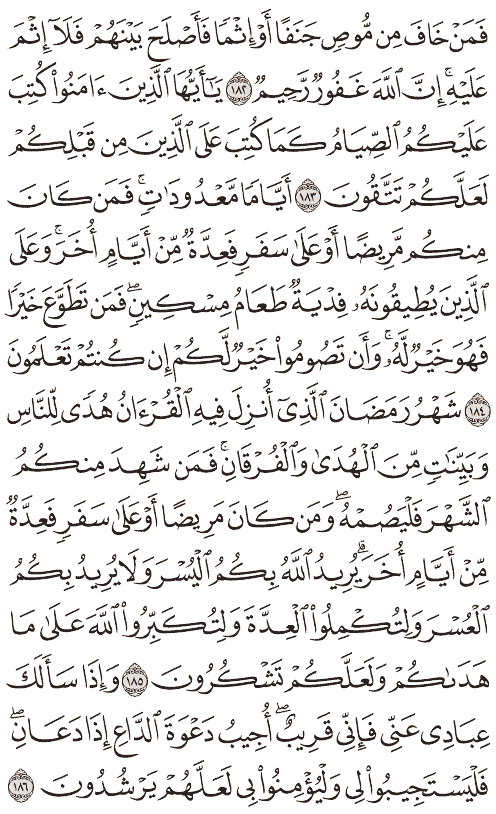 فَمَنْ خَافَ مِن مُّوصٍ جَنَفًا أَوْ إِثْمًا فَأَصْلَحَ بَيْنَهُمْ فَلَآ إِثْمَ
عَلَيْهِ ۚ إِنَّ ٱللَّهَ غَفُورٌ رَّحِيمٌ ١٨٢ يَٰٓأَيُّهَا ٱلَّذِينَ ءَامَنُوا۟ كُتِبَ
عَلَيْكُمُ ٱلصِّيَامُ كَمَا كُتِبَ عَلَى ٱلَّذِينَ مِن قَبْلِكُمْ
لَعَلَّكُمْ تَتَّقُونَ ١٨٣ أَيَّامًا مَّعْدُودَٰتٍ ۚ فَمَن كَانَ
مِنكُم مَّرِيضًا أَوْ عَلَىٰ سَفَرٍ فَعِدَّةٌ مِّنْ أَيَّامٍ أُخَرَ ۚ وَعَلَى
ٱلَّذِينَ يُطِيقُونَهُۥ فِدْيَةٌ طَعَامُ مِسْكِينٍ ۖ فَمَن تَطَوَّعَ خَيْرًا
فَهُوَ خَيْرٌ لَّهُۥ ۚ وَأَن تَصُومُوا۟ خَيْرٌ لَّكُمْ ۖ إِن كُنتُمْ تَعْلَمُونَ
١٨٤ شَهْرُ رَمَضَانَ ٱلَّذِىٓ أُنزِلَ فِيهِ ٱلْقُرْءَانُ هُدًى لِّلنَّاسِ
وَبَيِّنَٰتٍ مِّنَ ٱلْهُدَىٰ وَٱلْفُرْقَانِ ۚ فَمَن شَهِدَ مِنكُمُ
ٱلشَّهْرَ فَلْيَصُمْهُ ۖ وَمَن كَانَ مَرِيضًا أَوْ عَلَىٰ سَفَرٍ فَعِدَّةٌ
مِّنْ أَيَّامٍ أُخَرَ ۗ يُرِيدُ ٱللَّهُ بِكُمُ ٱلْيُسْرَ وَلَا يُرِيدُ بِكُمُ
ٱلْعُسْرَ وَلِتُكْمِلُوا۟ ٱلْعِدَّةَ وَلِتُكَبِّرُوا۟ ٱللَّهَ عَلَىٰ مَا
هَدَىٰكُمْ وَلَعَلَّكُمْ تَشْكُرُونَ ١٨٥ وَإِذَا سَأَلَكَ
عِبَادِى عَنِّى فَإِنِّى قَرِيبٌ ۖ أُجِيبُ دَعْوَةَ ٱلدَّاعِ إِذَا دَعَانِ ۖ
فَلْيَسْتَجِيبُوا۟ لِى وَلْيُؤْمِنُوا۟ بِى لَعَلَّهُمْ يَرْشُدُونَ ١٨٦